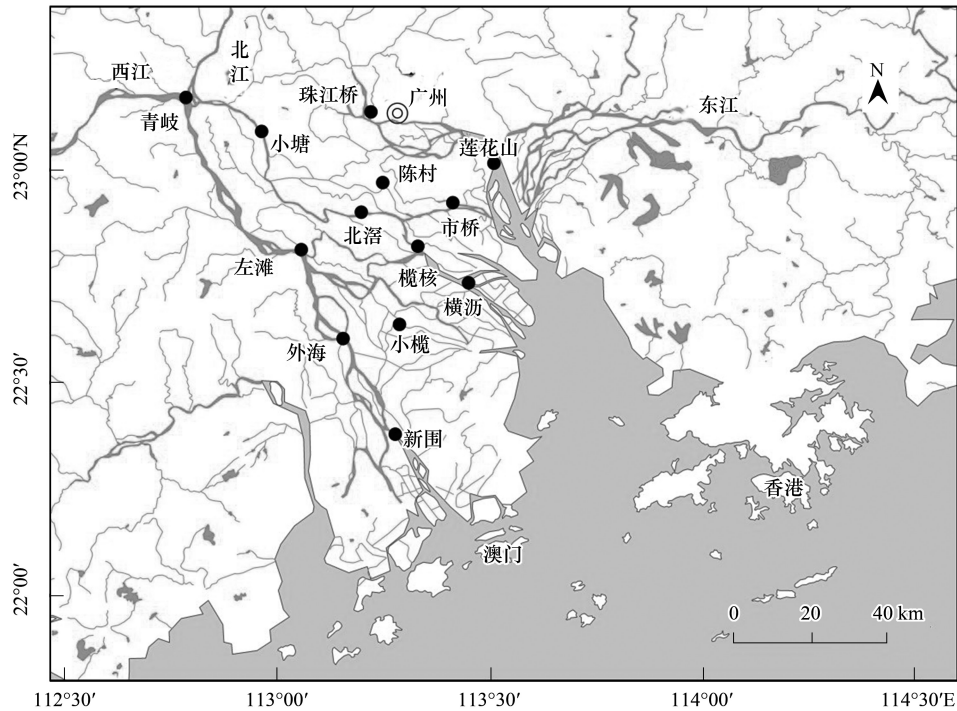 北
江
西江
N
珠江桥
广州
东江
青岐
小塘
莲花山
23°00′N
陈村
北滘
市桥
左滩
榄核
横沥
外海
小榄
22°30′
新围
香港
澳门
22°00′
0 20 40 km
112°30′ 113°00′ 113°30′ 114°00′ 114°30′E